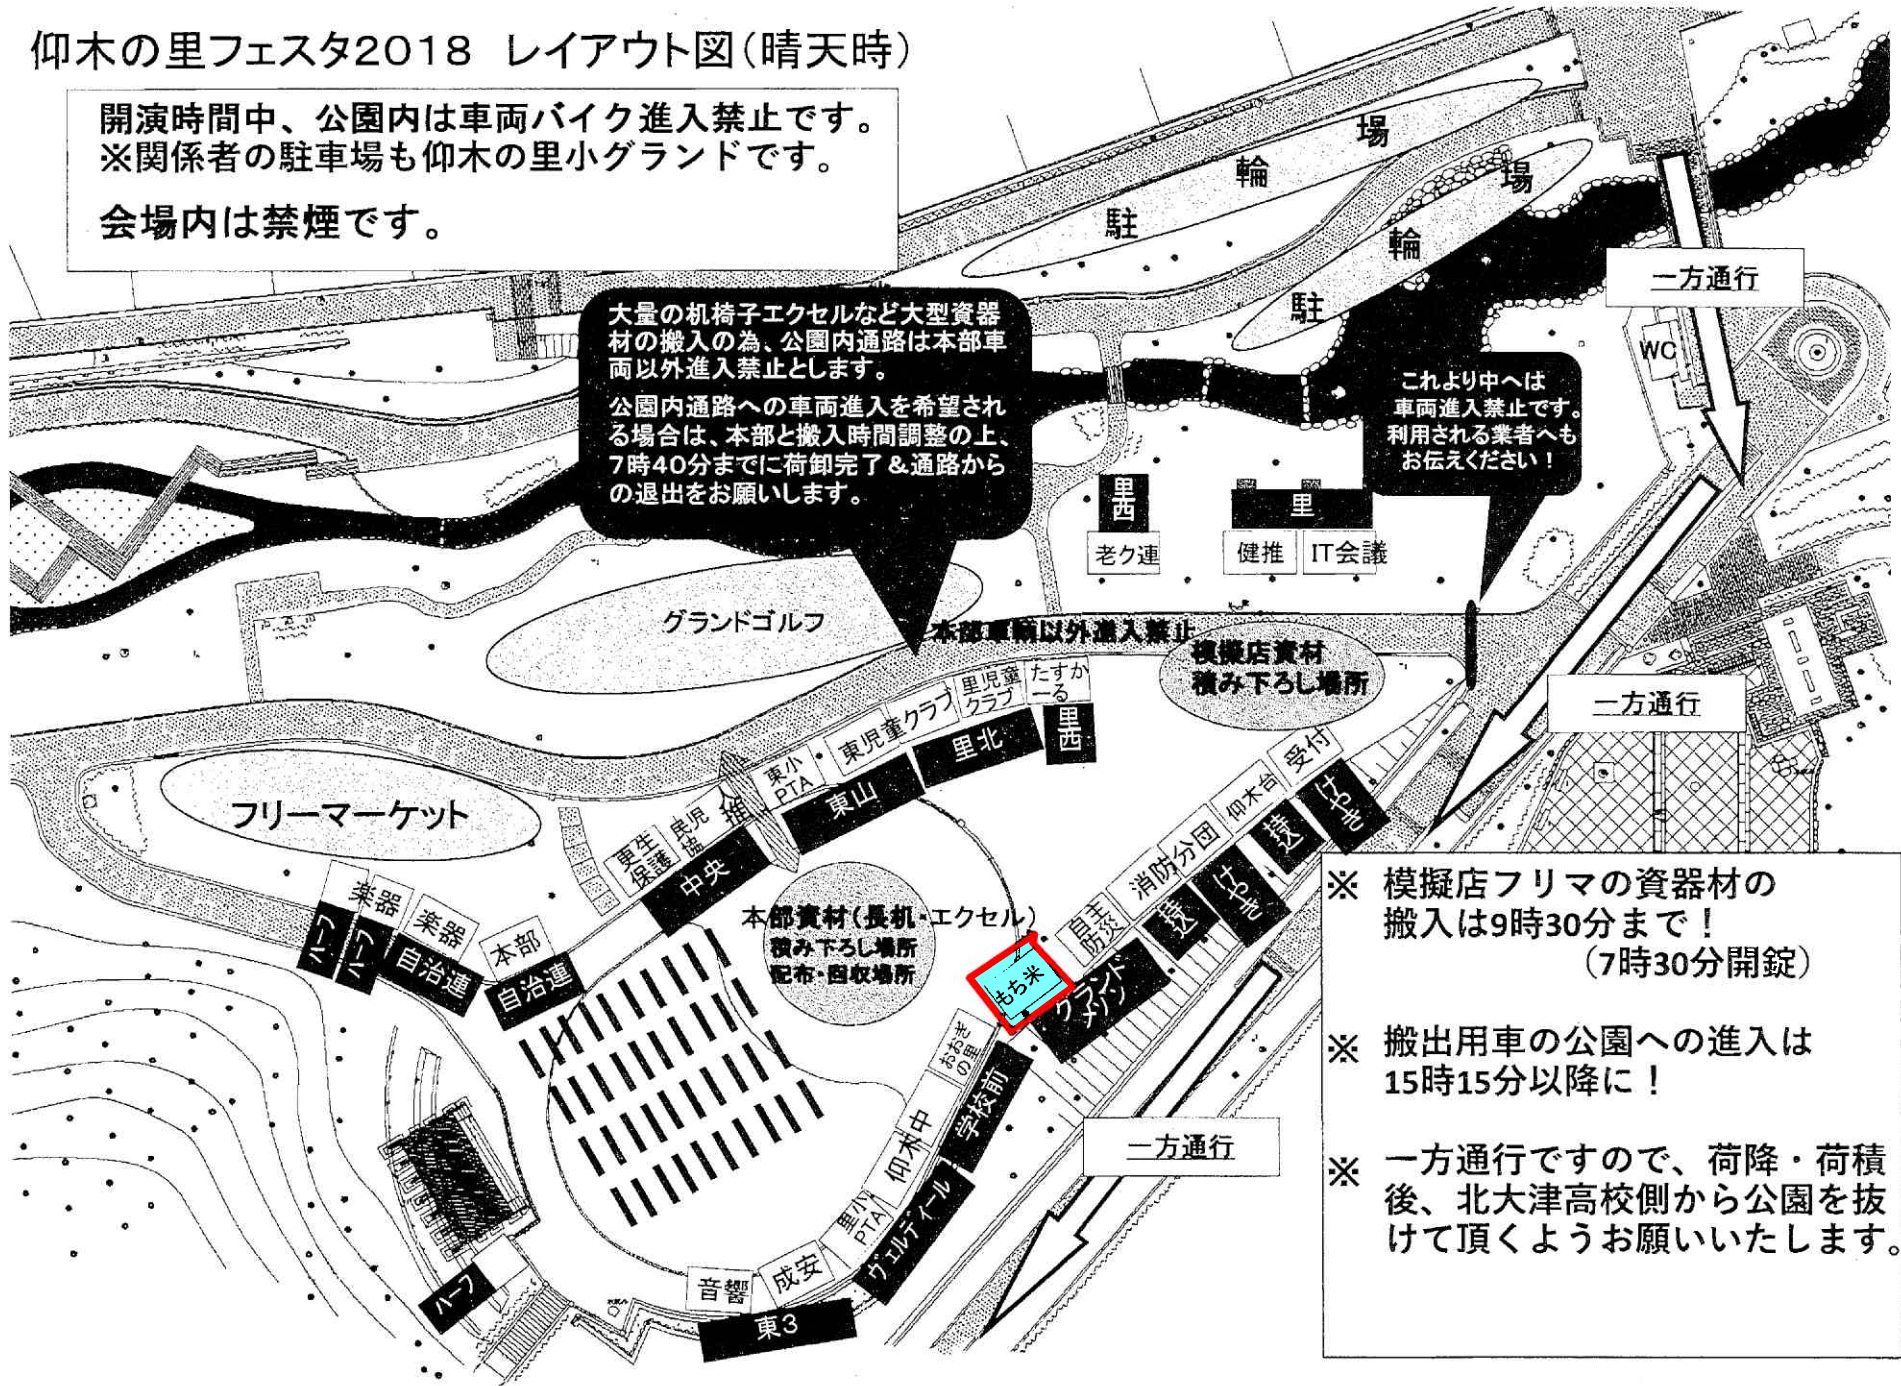 仰木の里フェスタ2018 レイアウト図(晴天時)
開演時間中、公園内は車両バイク進入禁止です。
※関係者の駐車場も仰木の里小グランドです。
会場内は禁煙です。
駐 輪 場
駐 輪 場
一方通行
WC
大量の机椅子エクセルなど大型資器
材の搬入の為、公園内通路は本部車
両以外進入禁止とします。
公園内通路への車両進入を希望され
る場合は、本部と搬入時間調整の上、
7時40分までに荷卸完了&通路から
の退出をお願いします。
これより中へは
車両進入禁止です。
利用される業者へも
お伝えください！
里西
里
老ク連
健推
IT会議
グランドゴルフ
本部車輌以外進入禁止
模擬店資材
積み下ろし場所
一方通行
たすか
ーる
里児童
クラブ
東児童クラブ
東小
PTA
推
民児
協
更生
保護
里西
里北
東山
中央
フリーマーケット
楽器
楽器
本部
ハーフ
ハーフ
自治連
自治連
受付
仰木台
消防分団
自主
防災
けやき
けやき
グランド
メゾン
本部資材(長机・エクセル)
積み下ろし場所
配布・回収場所
もち米
おおぎ
の里
学校前
仰木中
里小
PTA
ヴェルディール
成安
音響
東3
ハーフ
一方通行
※ 模擬店フリマの資器材の
搬入は9時30分まで！
(7時30分開錠)
※ 搬出用車の公園への進入は
15時15分以降に！
※ 一方通行ですので、荷降・荷積
後、北大津高校側から公園を抜
けて頂くようお願いいたします。